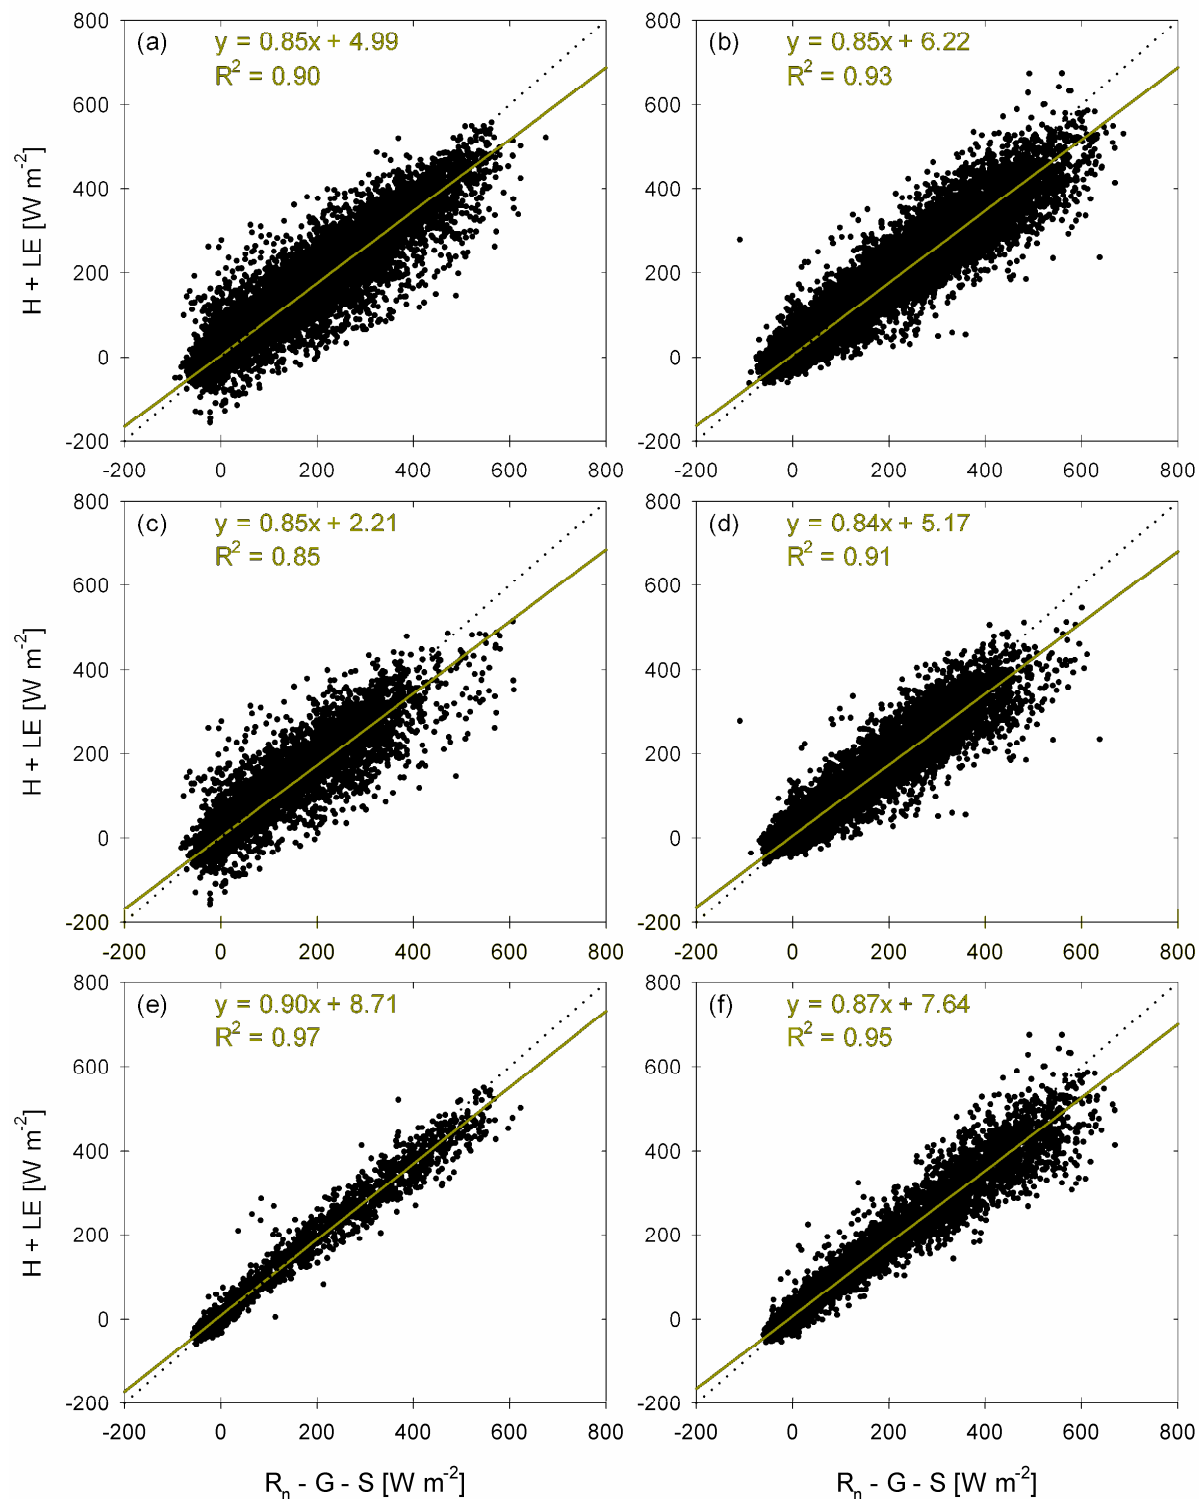 (a) y = 0.85x + 4.99
R² = 0.90
800
600
400
200
0
-200
H + LE [W m⁻²]
-200 0 200 400 600 800
(b) y = 0.85x + 6.22
R² = 0.93
800
600
400
200
0
-200
-200 0 200 400 600 800
(c) y = 0.85x + 2.21
R² = 0.85
800
600
400
200
0
-200
H + LE [W m⁻²]
-200 0 200 400 600 800
(d) y = 0.84x + 5.17
R² = 0.91
800
600
400
200
0
-200
-200 0 200 400 600 800
(e) y = 0.90x + 8.71
R² = 0.97
800
600
400
200
0
-200
H + LE [W m⁻²]
-200 0 200 400 600 800
Rₙ - G - S [W m⁻²]
(f) y = 0.87x + 7.64
R² = 0.95
800
600
400
200
0
-200
-200 0 200 400 600 800
Rₙ - G - S [W m⁻²]